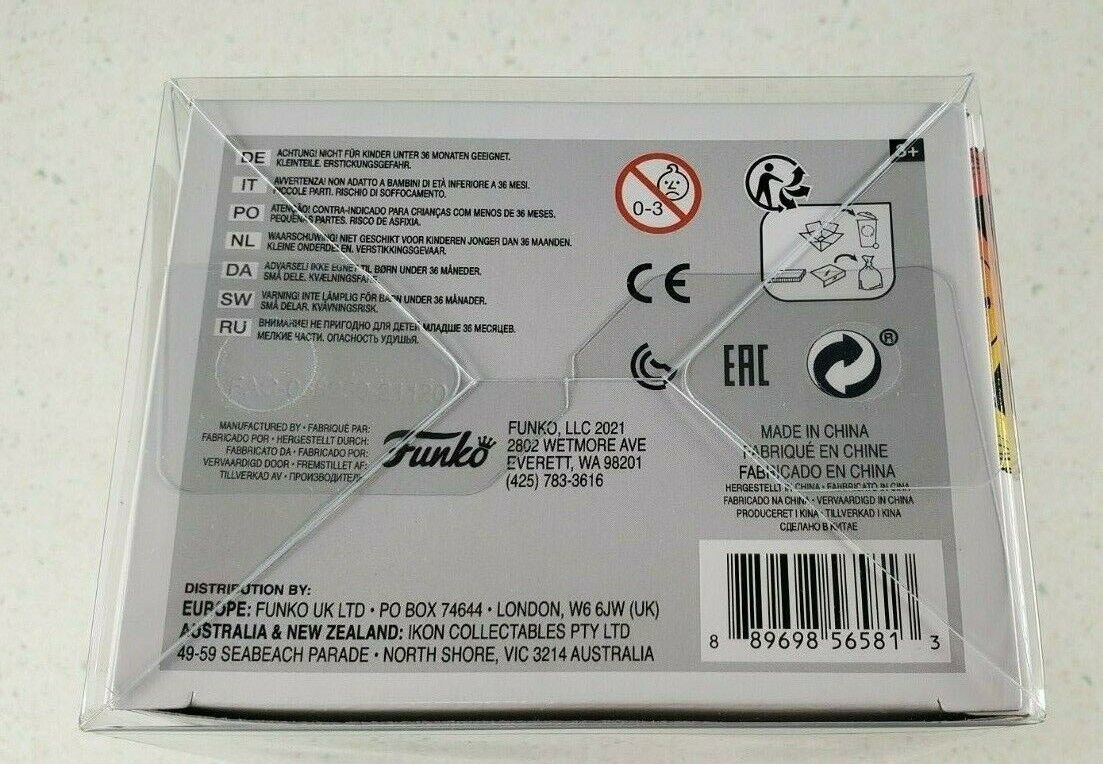 DE ACHTUNG! NICHT FÜR KINDER UNTER 36 MONATEN GEEIGNET.
KLEINTEILE. ERSTICKUNGSGEFAHR.
IT AVVERTENZA! NON ADATTO A BAMBINI DI ETÀ INFERIORE A 36 MESI.
PICCOLE PARTI. RISCHIO DI SOFFOCAMENTO.
PO ATENÇÃO! CONTRA-INDICADO PARA CRIANÇAS COM MENOS DE 36 MESES.
PEQUENAS PARTES. RISCO DE ASFIXIA.
NL WAARSCHUWING! NIET GESCHIKT VOOR KINDEREN JONGER DAN 36 MAANDEN.
KLEINE ONDERDELEN. VERSTIKKINGSGEVAAR.
DA ADVARSEL! IKKE EGNET TIL BØRN UNDER 36 MÅNEDER.
SMÅ DELE. KVÆLNINGSFARE.
SW VARNING! INTE LÄMPLIG FÖR BARN UNDER 36 MÅNADER.
SMÅ DELAR. KVÄVNINGSRISK.
RU ВНИМАНИЕ! НЕ ПРИГОДНО ДЛЯ ДЕТЕЙ МЛАДШЕ 36 МЕСЯЦЕВ.
МЕЛКИЕ ЧАСТИ. ОПАСНОСТЬ УДУШЬЯ.
0-3
3+
CE
EAC
®
MANUFACTURED BY • FABRIQUÉ PAR:
FABRICADO POR • HERGESTELLT DURCH:
FABBRICATO DA • FABRICADO POR:
VERVAARDIGD DOOR • FREMSTILLET AF:
TILLVERKAD AV • ПРОИЗВОДИТЕЛЬ:
Funko
FUNKO, LLC 2021
2802 WETMORE AVE
EVERETT, WA 98201
(425) 783-3616
MADE IN CHINA
FABRIQUÉ EN CHINE
FABRICADO EN CHINA
HERGESTELLT IN CHINA • FABBRICATO IN CINA
FABRICADO NA CHINA • VERVAARDIGD IN CHINA
PRODUCERET I KINA • TILLVERKAD I KINA
СДЕЛАНО В КИТАЕ
DISTRIBUTION BY:
EUROPE: FUNKO UK LTD • PO BOX 74644 • LONDON, W6 6JW (UK)
AUSTRALIA & NEW ZEALAND: IKON COLLECTABLES PTY LTD
49-59 SEABEACH PARADE • NORTH SHORE, VIC 3214 AUSTRALIA
8 89698 56581 3